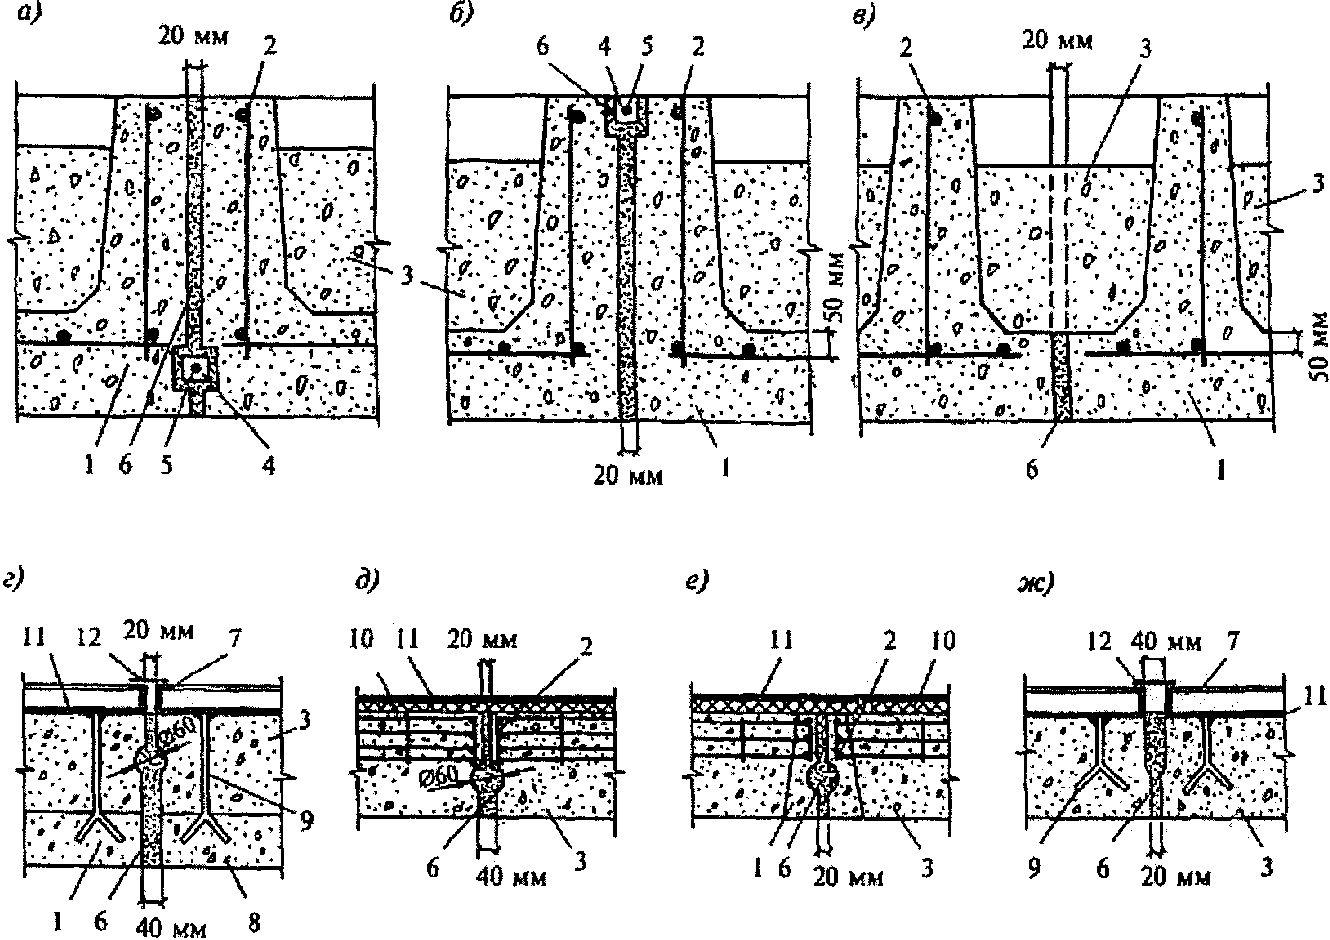 а)
20 мм
2
3
1 6 5 4
б)
6 4 5 2
50 мм
20 мм
1
в)
2
20 мм
3
3
50 мм
6
1
г)
11 12 20 мм 7
3
Ø60
9
1 6 40 мм 8
д)
10 11 20 мм 2
Ø60
6 40 мм 3
е)
11 2 10
1 6 20 мм 3
ж)
12 40 мм 7
11
9 6 20 мм 3